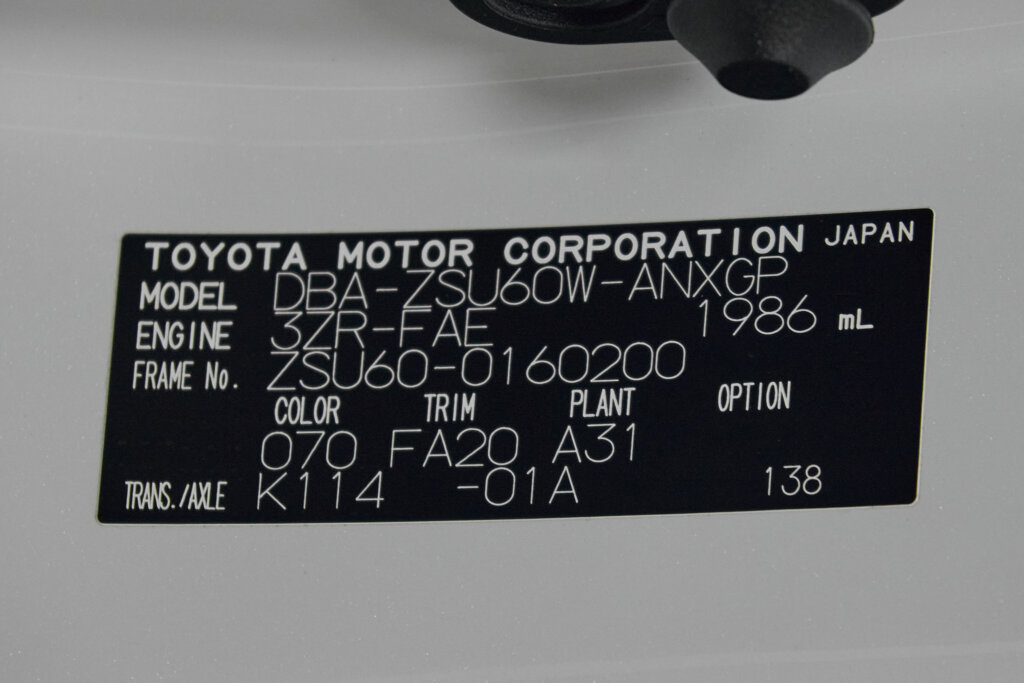 TOYOTA MOTOR CORPORATION JAPAN
MODEL DBA-ZSU60W-ANXGP
ENGINE 3ZR-FAE 1986 mL
FRAME No. ZSU60-0160200
COLOR TRIM PLANT OPTION
070 FA20 A31
TRANS./AXLE K114 -01A 138